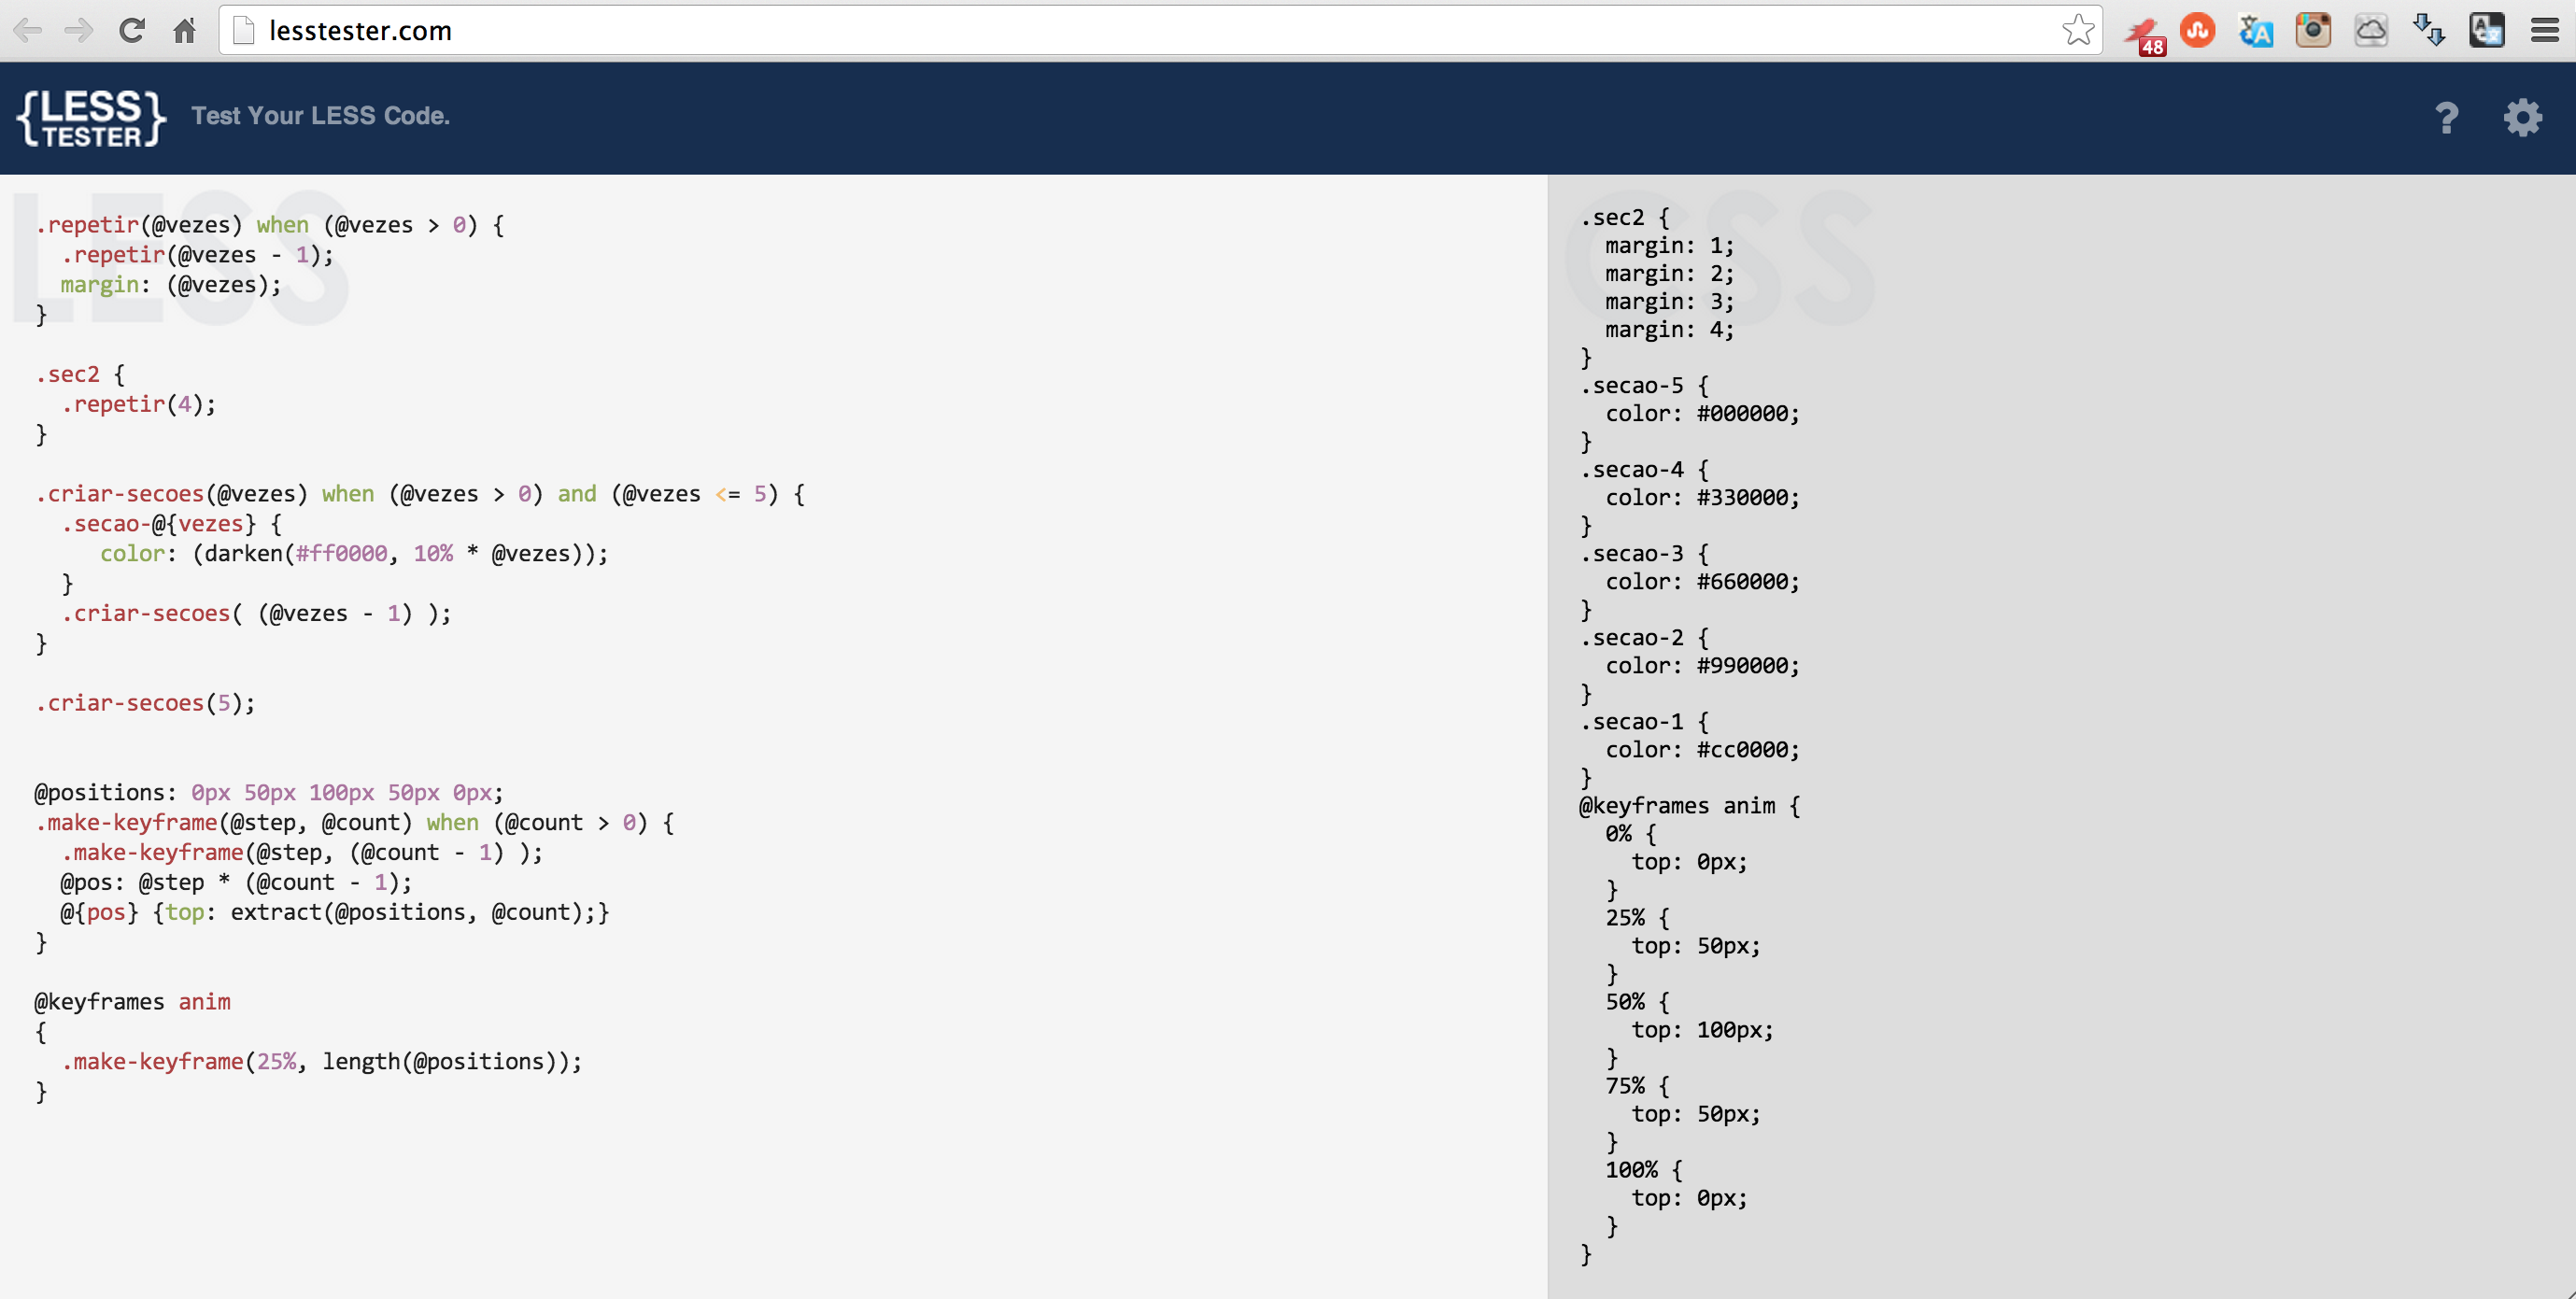 lesstester.com
48
{LESS TESTER}
Test Your LESS Code.
?
LESS
.repetir(@vezes) when (@vezes > 0) {
  .repetir(@vezes - 1);
  margin: (@vezes);
}
.sec2 {
  .repetir(4);
}
.criar-secoes(@vezes) when (@vezes > 0) and (@vezes <= 5) {
  .secao-@{vezes} {
     color: (darken(#ff0000, 10% * @vezes));
  }
  .criar-secoes( (@vezes - 1) );
}
.criar-secoes(5);
@positions: 0px 50px 100px 50px 0px;
.make-keyframe(@step, @count) when (@count > 0) {
  .make-keyframe(@step, (@count - 1) );
  @pos: @step * (@count - 1);
  @{pos} {top: extract(@positions, @count);}
}
@keyframes anim
{
  .make-keyframe(25%, length(@positions));
}
CSS
.sec2 {
  margin: 1;
  margin: 2;
  margin: 3;
  margin: 4;
}
.secao-5 {
  color: #000000;
}
.secao-4 {
  color: #330000;
}
.secao-3 {
  color: #660000;
}
.secao-2 {
  color: #990000;
}
.secao-1 {
  color: #cc0000;
}
@keyframes anim {
  0% {
    top: 0px;
  }
  25% {
    top: 50px;
  }
  50% {
    top: 100px;
  }
  75% {
    top: 50px;
  }
  100% {
    top: 0px;
  }
}